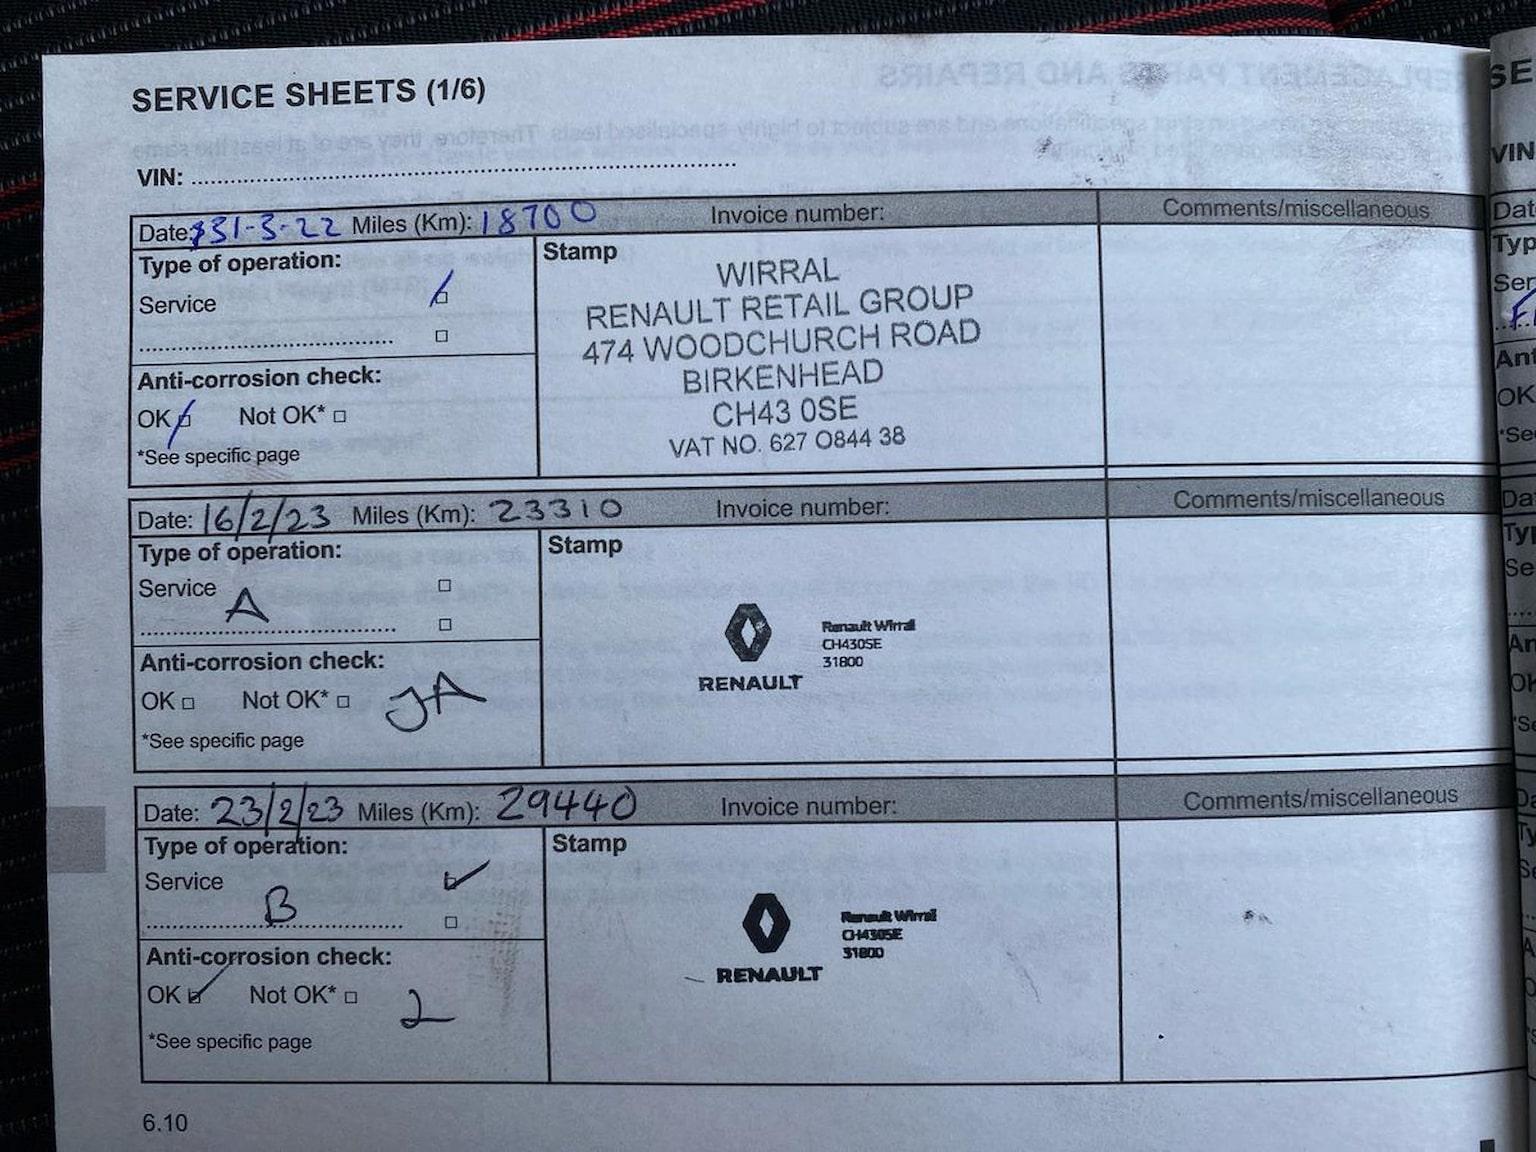 SERVICE SHEETS (1/6)
VIN:
Date: 31-3-22 Miles (Km): 18700 Invoice number: Comments/miscellaneous
Type of operation:
Service
Stamp
WIRRAL
RENAULT RETAIL GROUP
474 WOODCHURCH ROAD
BIRKENHEAD
CH43 0SE
VAT NO. 627 0844 38
Anti-corrosion check:
OK Not OK*
*See specific page
Date: 16/2/23 Miles (Km): 23310 Invoice number: Comments/miscellaneous
Type of operation:
Service
A
Stamp
RENAULT
Renault Wirral
CH430SE
31800
Anti-corrosion check:
OK Not OK* JA
*See specific page
Date: 23/2/23 Miles (Km): 29440 Invoice number: Comments/miscellaneous
Type of operation:
Service
B
Stamp
RENAULT
Renault Wirral
CH430SE
31800
Anti-corrosion check:
OK Not OK* 2
*See specific page
6.10